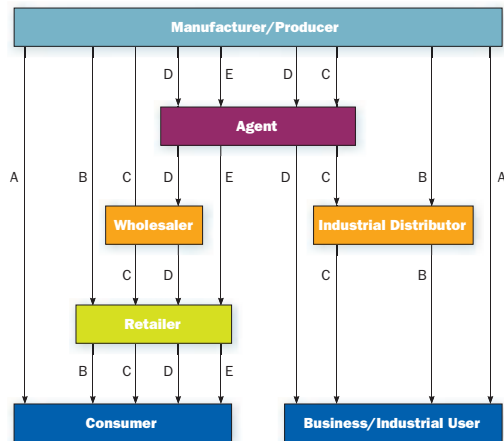 Manufacturer/Producer
D E D C
Agent
A B C D E D C B A
Wholesaler Industrial Distributor
C D C B
Retailer
B C D E
Consumer Business/Industrial User